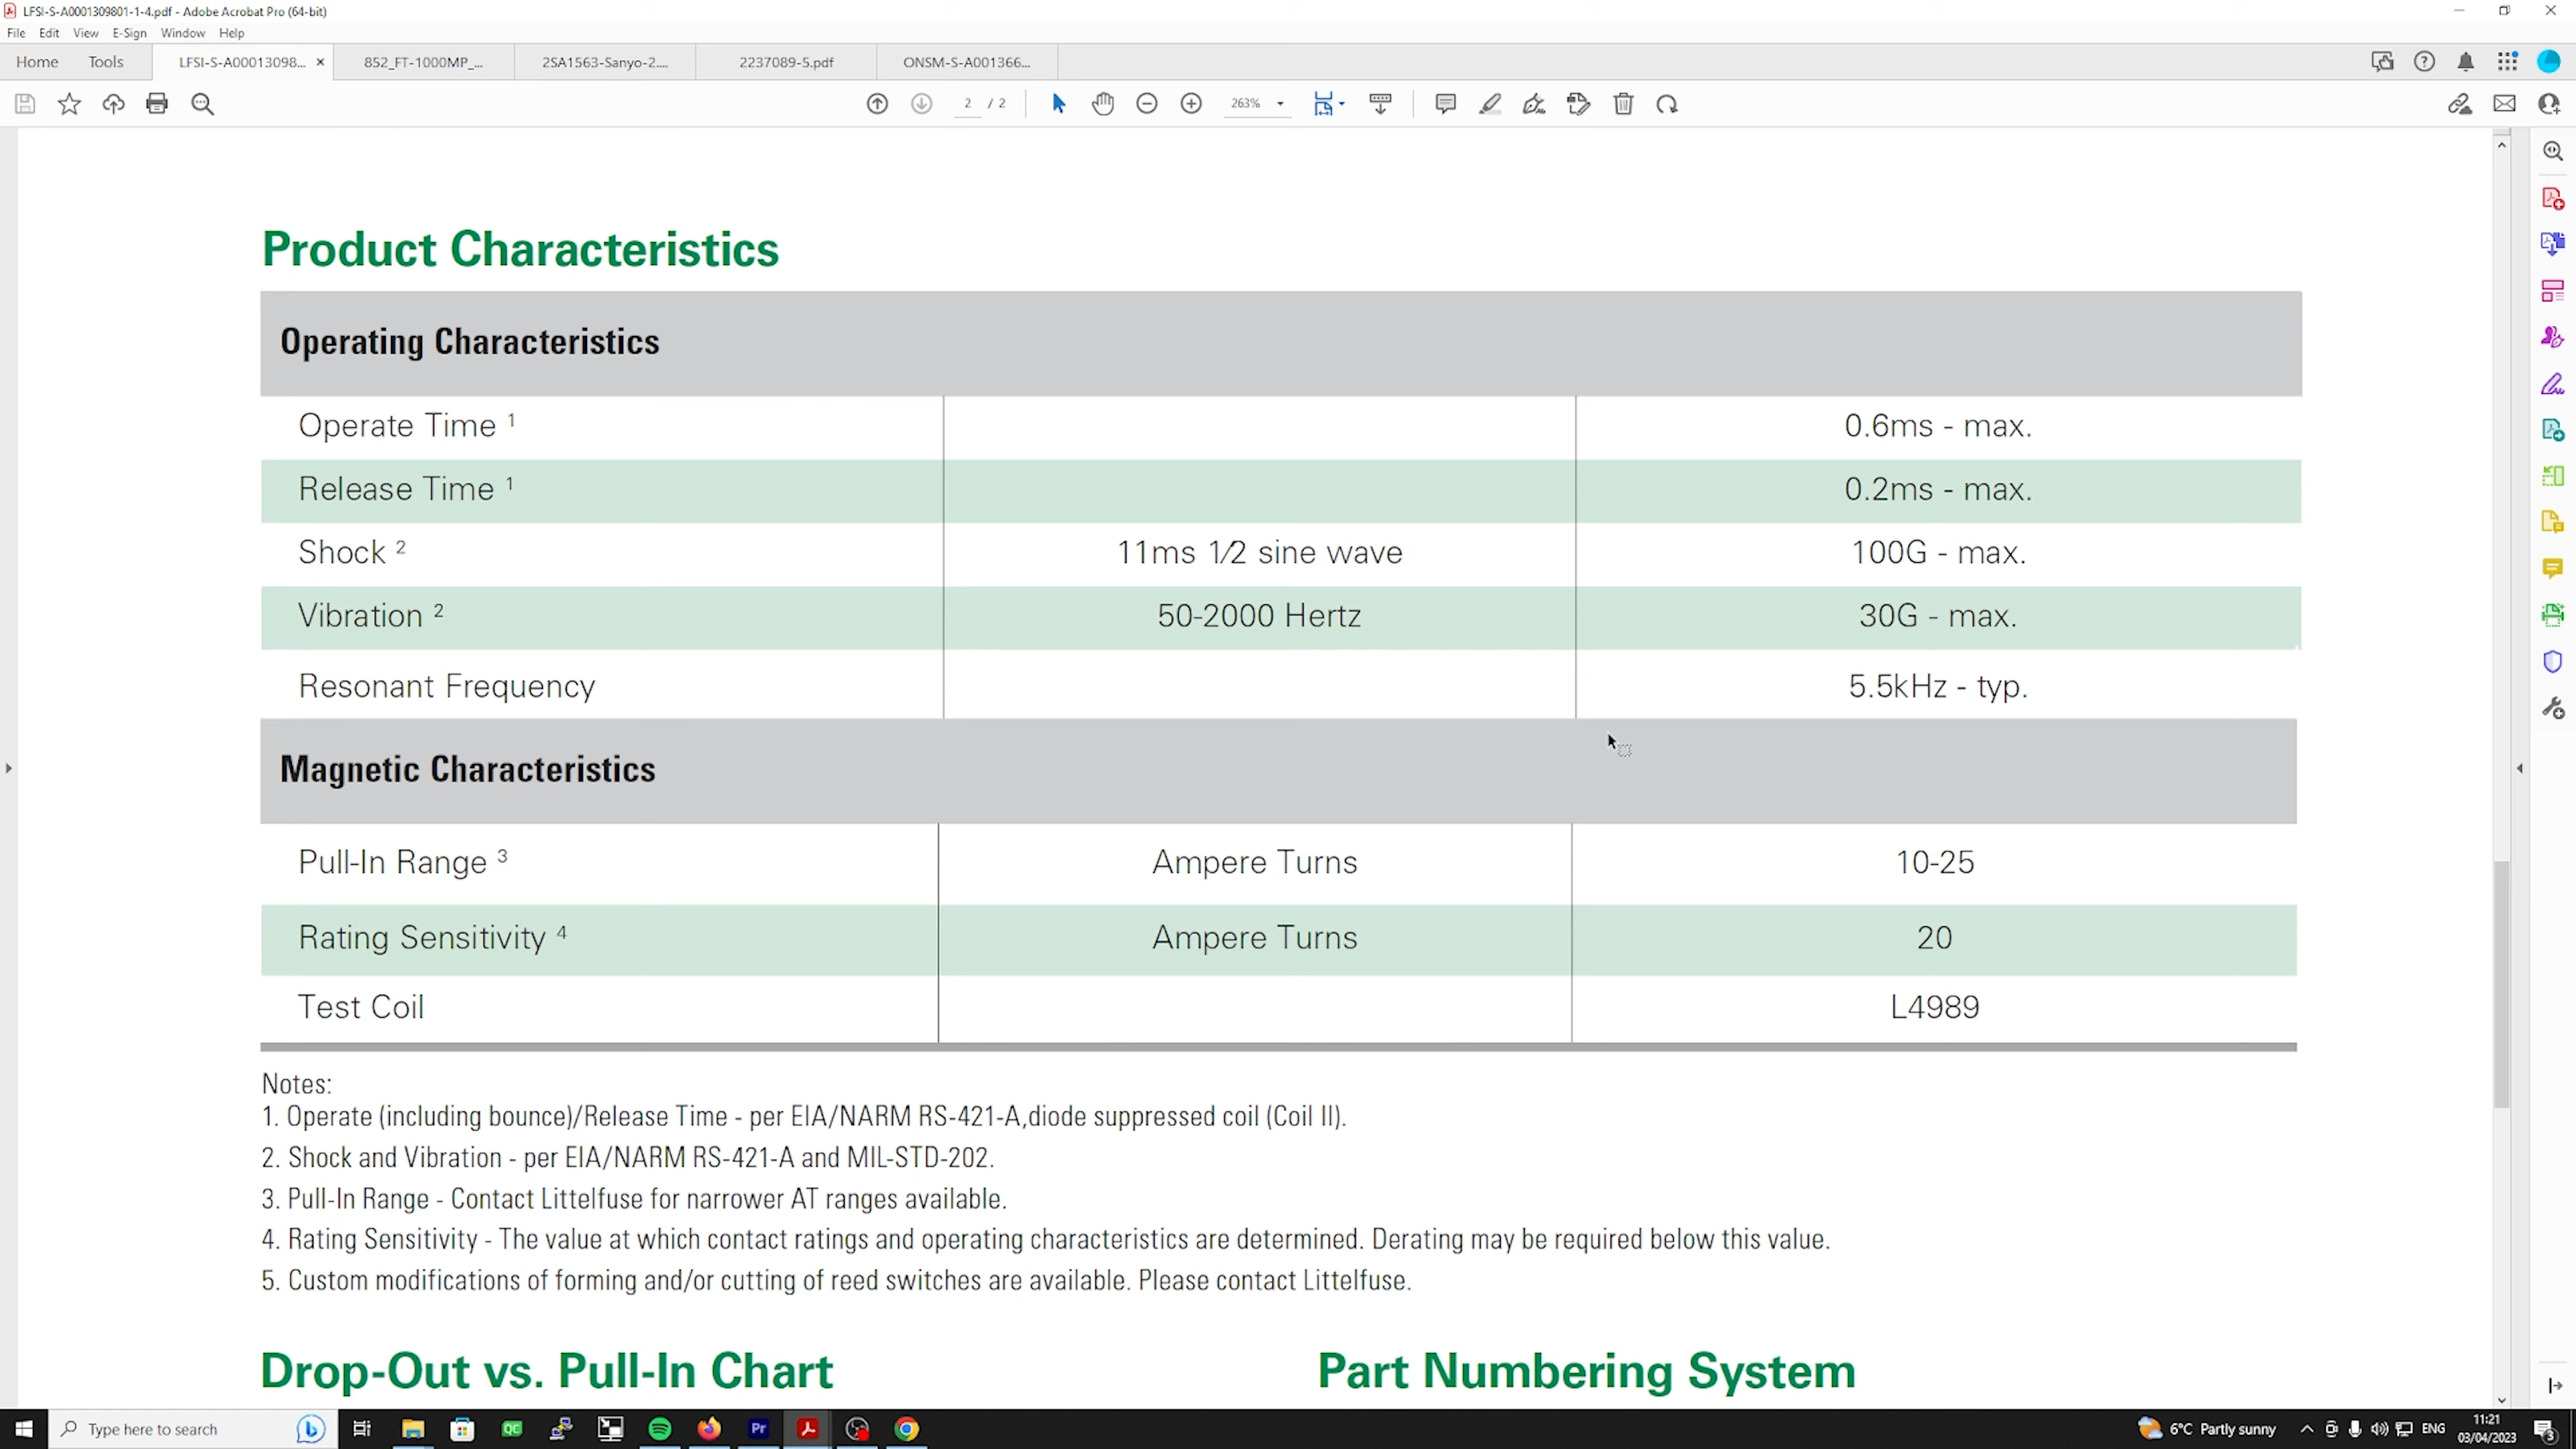 LFSI-S-A0001309801-1-4.pdf - Adobe Acrobat Pro (64-bit)
File Edit View E-Sign Window Help
Home Tools LFSI-S-A00013098... × 852_FT-1000MP_... 2SA1563-Sanyo-2.... 2237089-5.pdf ONSM-S-A001366...
2 / 2 263%
Product Characteristics
Operating Characteristics
Operate Time 1 0.6ms - max.
Release Time 1 0.2ms - max.
Shock 2 11ms 1⁄2 sine wave 100G - max.
Vibration 2 50-2000 Hertz 30G - max.
Resonant Frequency 5.5kHz - typ.
Magnetic Characteristics
Pull-In Range 3 Ampere Turns 10-25
Rating Sensitivity 4 Ampere Turns 20
Test Coil L4989
Notes:
1. Operate (including bounce)/Release Time - per EIA/NARM RS-421-A,diode suppressed coil (Coil II).
2. Shock and Vibration - per EIA/NARM RS-421-A and MIL-STD-202.
3. Pull-In Range - Contact Littelfuse for narrower AT ranges available.
4. Rating Sensitivity - The value at which contact ratings and operating characteristics are determined. Derating may be required below this value.
5. Custom modifications of forming and/or cutting of reed switches are available. Please contact Littelfuse.
Drop-Out vs. Pull-In Chart Part Numbering System
Type here to search QC Pr 6°C Partly sunny ENG 11:21
03/04/2023 3